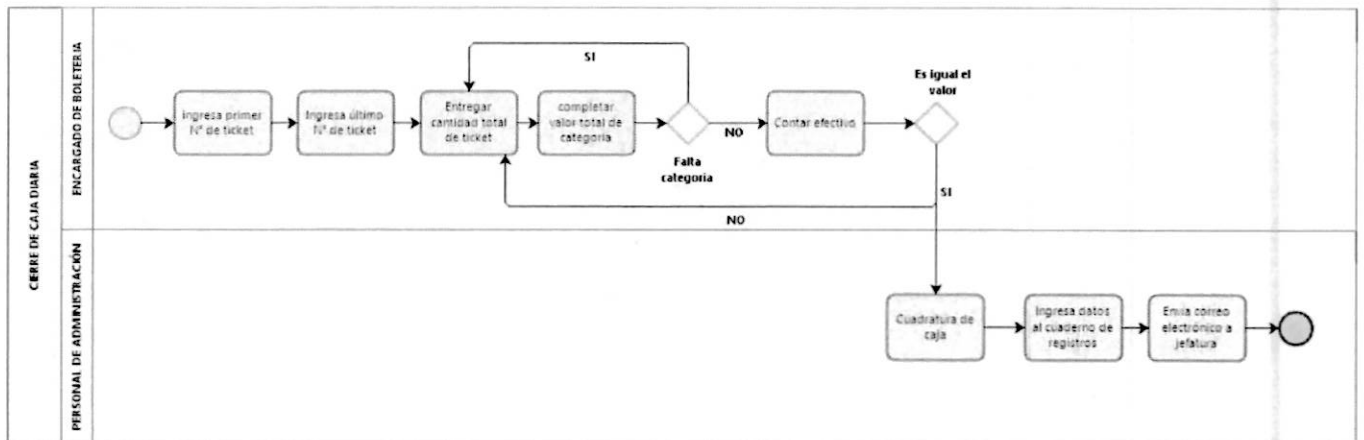 CIERRE DE CAJA DIARIA
ENCARGADO DE BOLETERIA
Ingresa primer
N° de ticket
Ingresa último
N° de ticket
Entregar
cantidad total
de ticket
completar
valor total de
categoria
SI
Falta
categoria
NO
Contar efectivo
Es igual el
valor
SI
NO
PERSONAL DE ADMINISTRACIÓN
Cuadratura de
caja
Ingresa datos
al cuaderno de
registros
Envía correo
electrónico a
jefatura